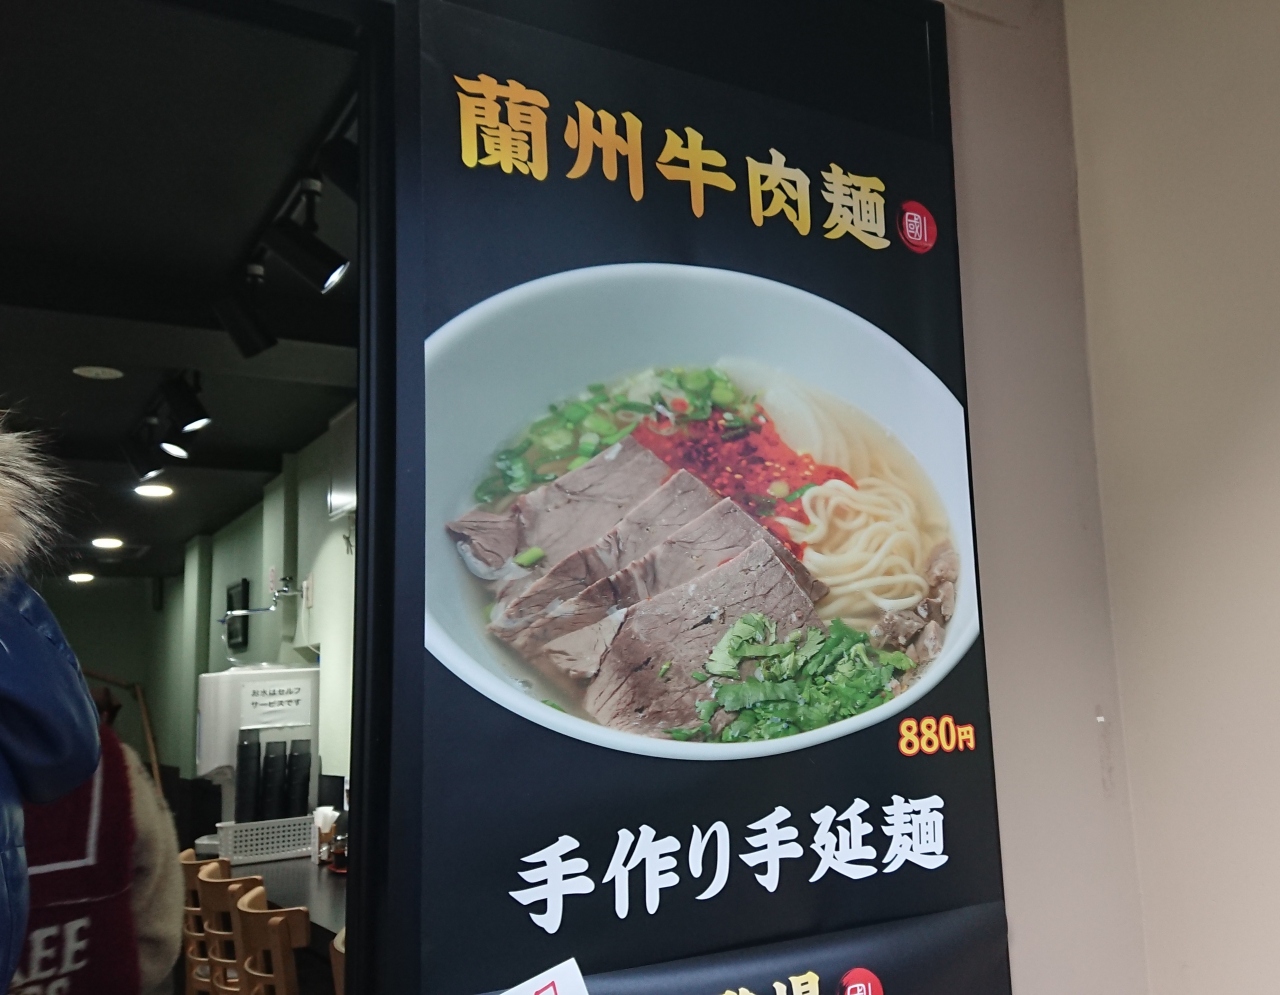 蘭州牛肉麺
國
880円
手作り手延麺
お水はセルフ
サービスです